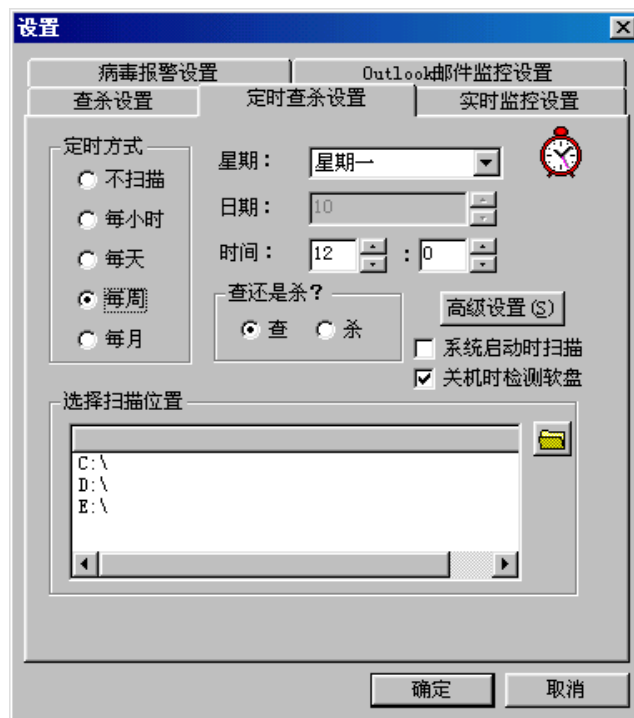 设置
病毒报警设置 Outlook邮件监控设置
查杀设置 定时查杀设置 实时监控设置
定时方式
不扫描
每小时
每天
每周
每月
星期： 星期一
日期： 10
时间： 12 : 0
查还是杀？
查 杀
高级设置(S)
系统启动时扫描
关机时检测软盘
选择扫描位置
C:\
D:\
E:\
确定 取消